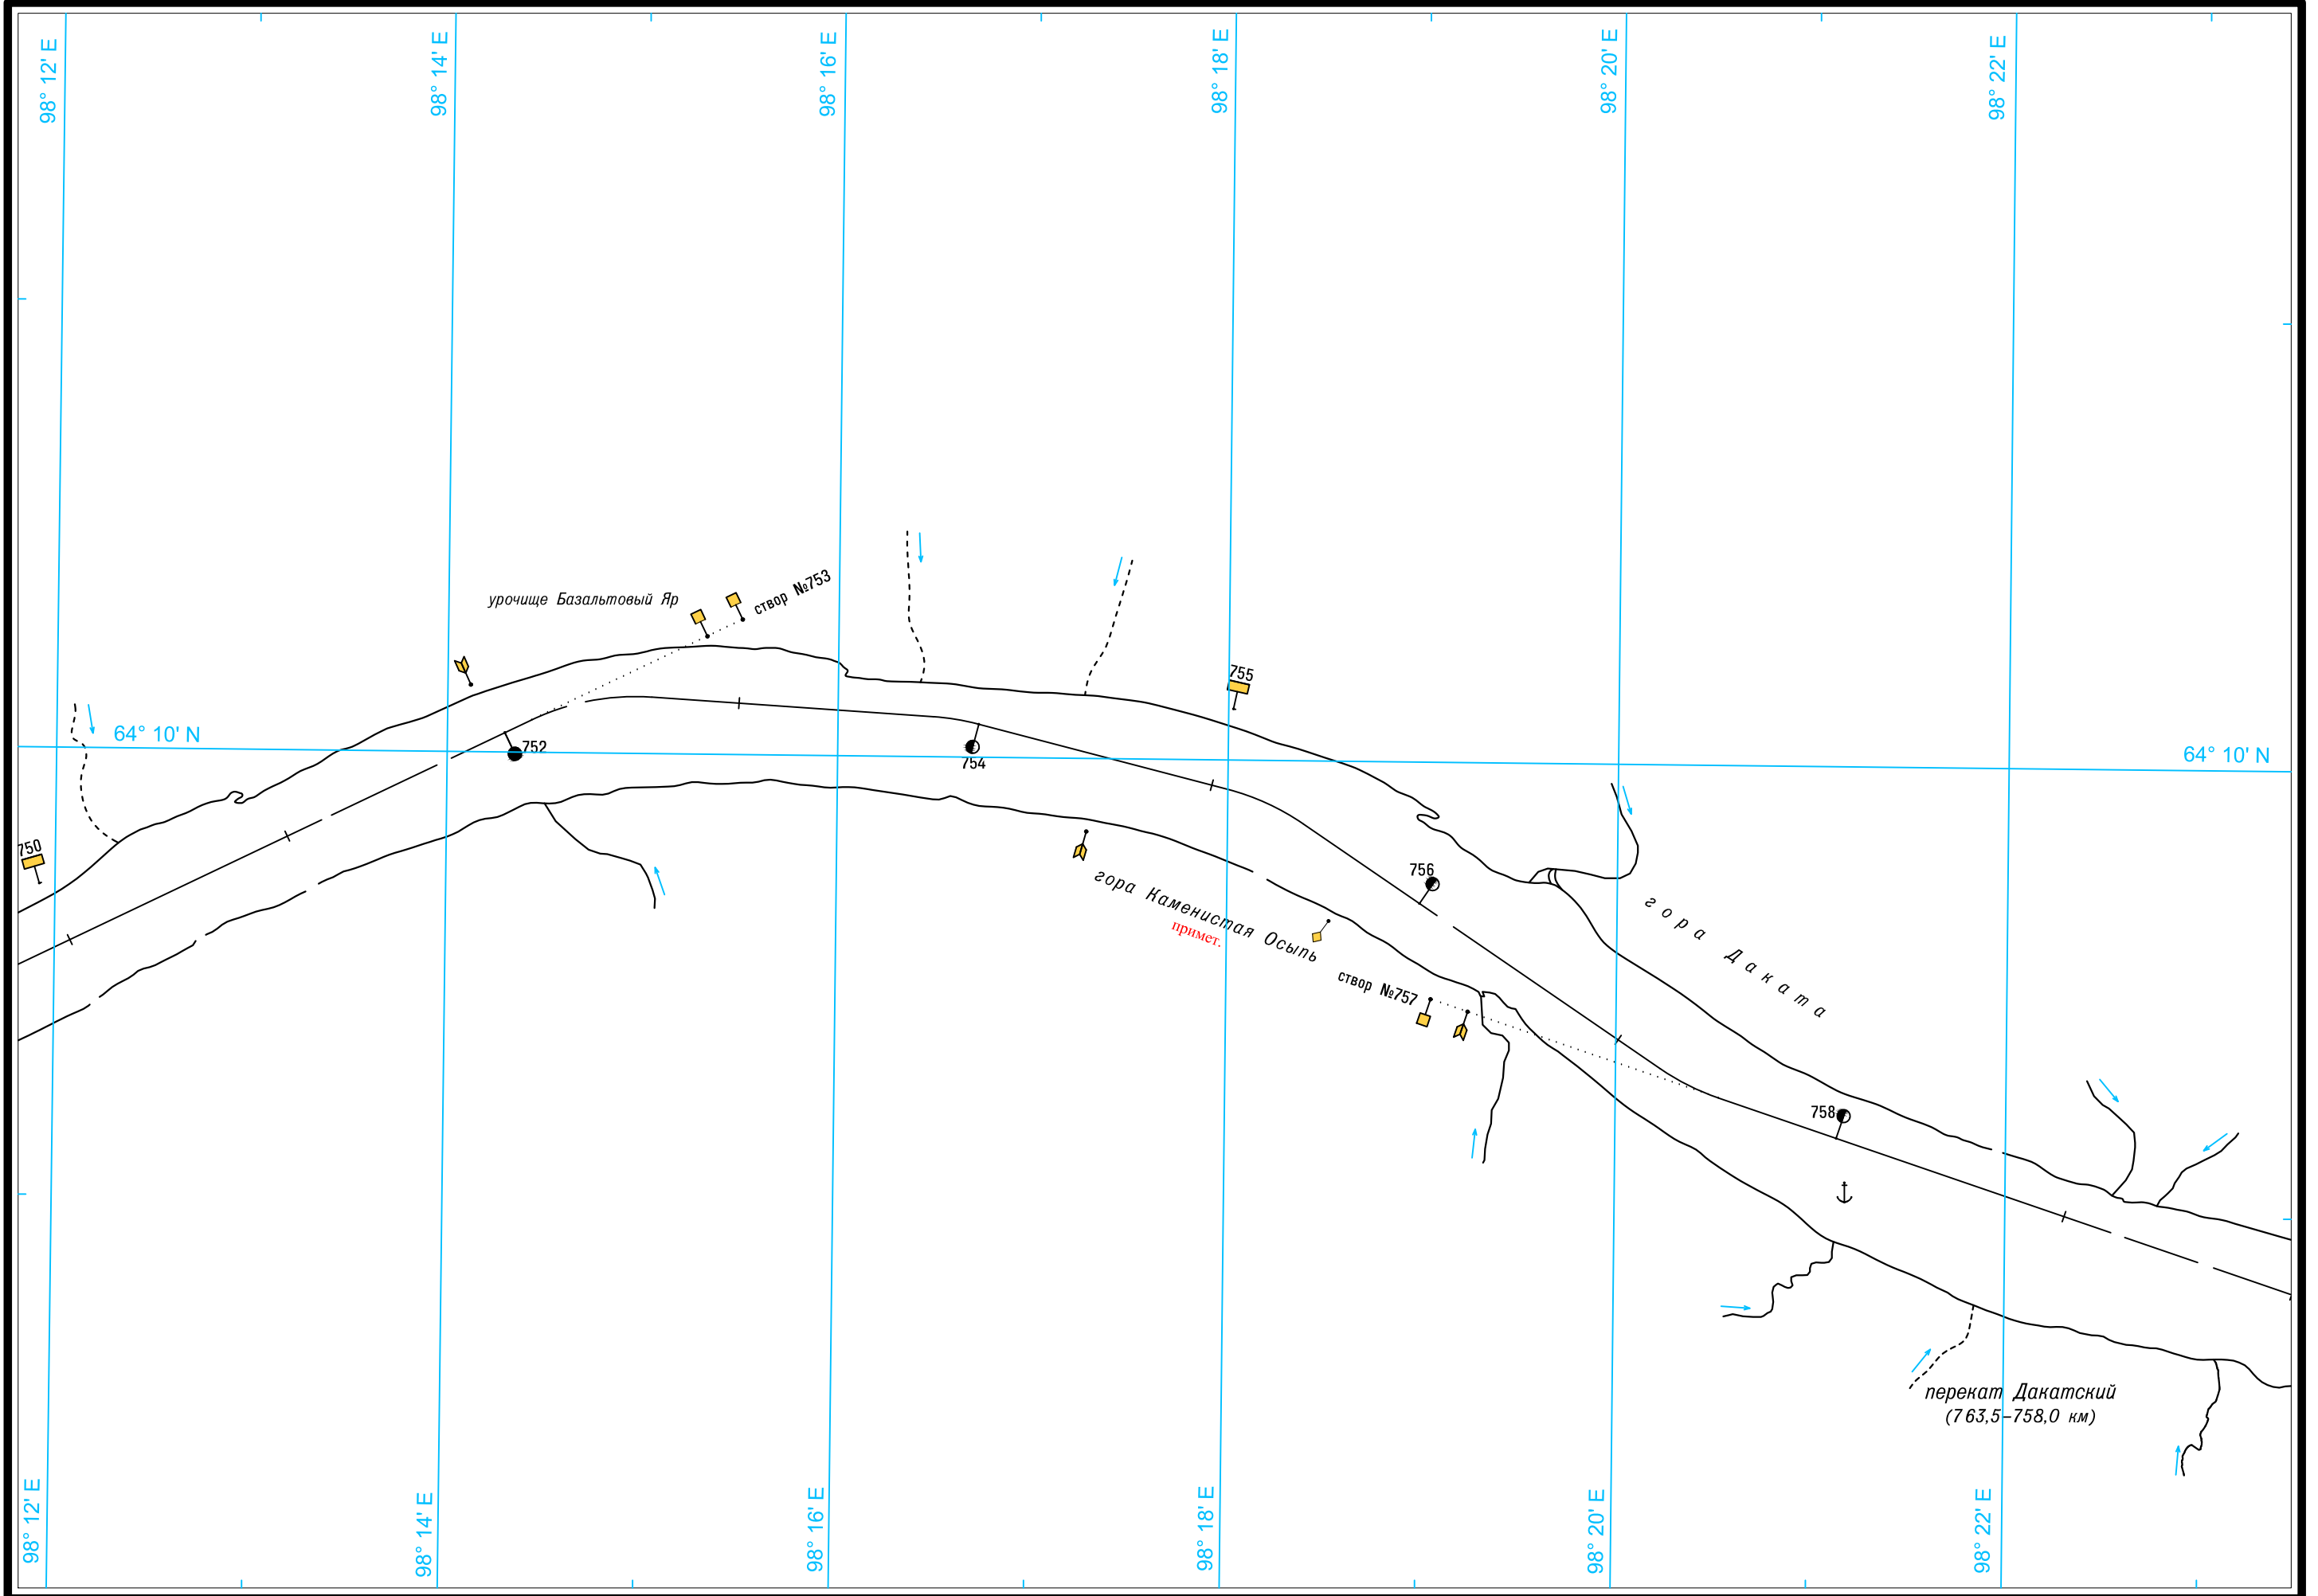 98° 12' E
98° 14' E
98° 16' E
98° 18' E
98° 20' E
98° 22' E
урочище Базальтовый Яр
створ №753
755
64° 10' N
752
754
64° 10' N
750
756
гора Каменистая Осыпь
примет.
гора Даката
створ №757
758
перекат Дакатский
(763,5–758,0 км)
98° 12' E
98° 14' E
98° 16' E
98° 18' E
98° 20' E
98° 22' E